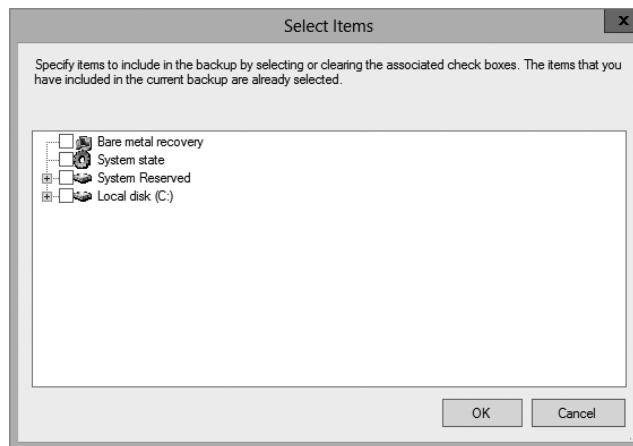 Select Items
x
Specify items to include in the backup by selecting or clearing the associated check boxes. The items that you
have included in the current backup are already selected.
Bare metal recovery
System state
System Reserved
Local disk (C:)
OK
Cancel